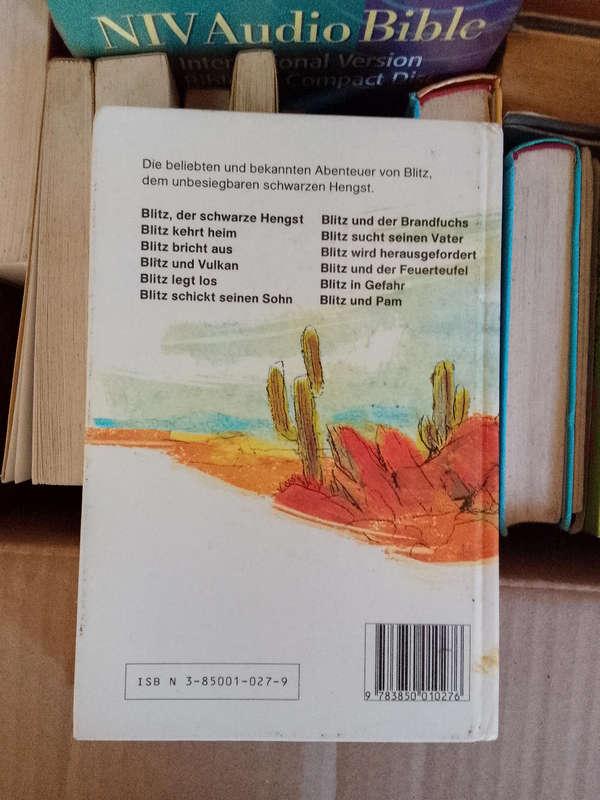 NIV Audio Bible
International Version
Compact Disc
Die beliebten und bekannten Abenteuer von Blitz,
dem unbesiegbaren schwarzen Hengst.
Blitz, der schwarze Hengst
Blitz kehrt heim
Blitz bricht aus
Blitz und Vulkan
Blitz legt los
Blitz schickt seinen Sohn
Blitz und der Brandfuchs
Blitz sucht seinen Vater
Blitz wird herausgefordert
Blitz und der Feuerteufel
Blitz in Gefahr
Blitz und Pam
ISB N 3-85001-027-9
9 783850 010276